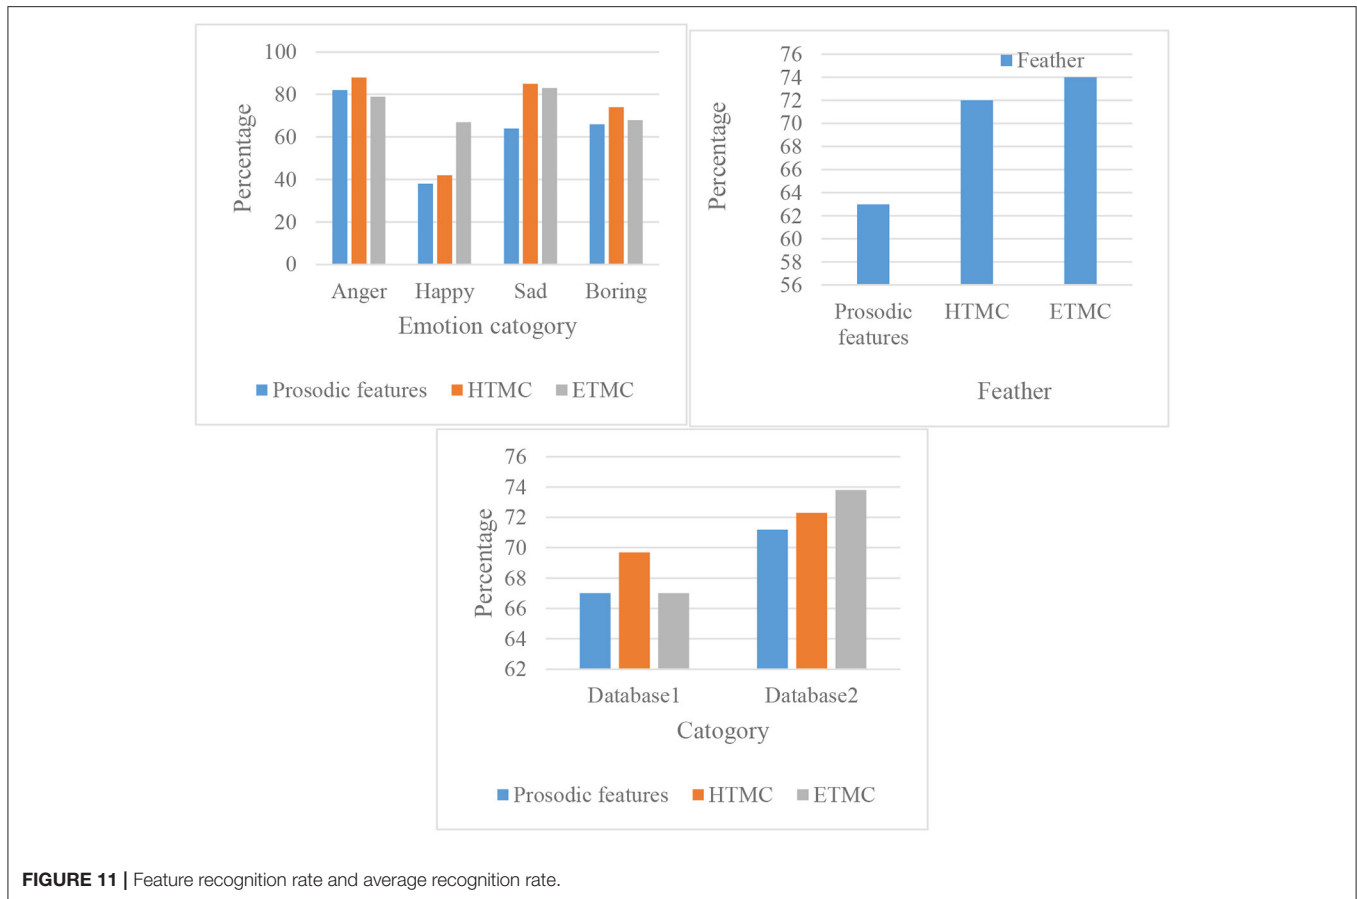 100
80
60
40
20
0
Percentage
Anger Happy Sad Boring
Emotion catogory
Prosodic features HTMC ETMC
76
74
72
70
68
66
64
62
60
58
56
Percentage
Feather
Prosodic features HTMC ETMC
Feather
76
74
72
70
68
66
64
62
Percentage
Database1 Database2
Catogory
Prosodic features HTMC ETMC
FIGURE 11 | Feature recognition rate and average recognition rate.